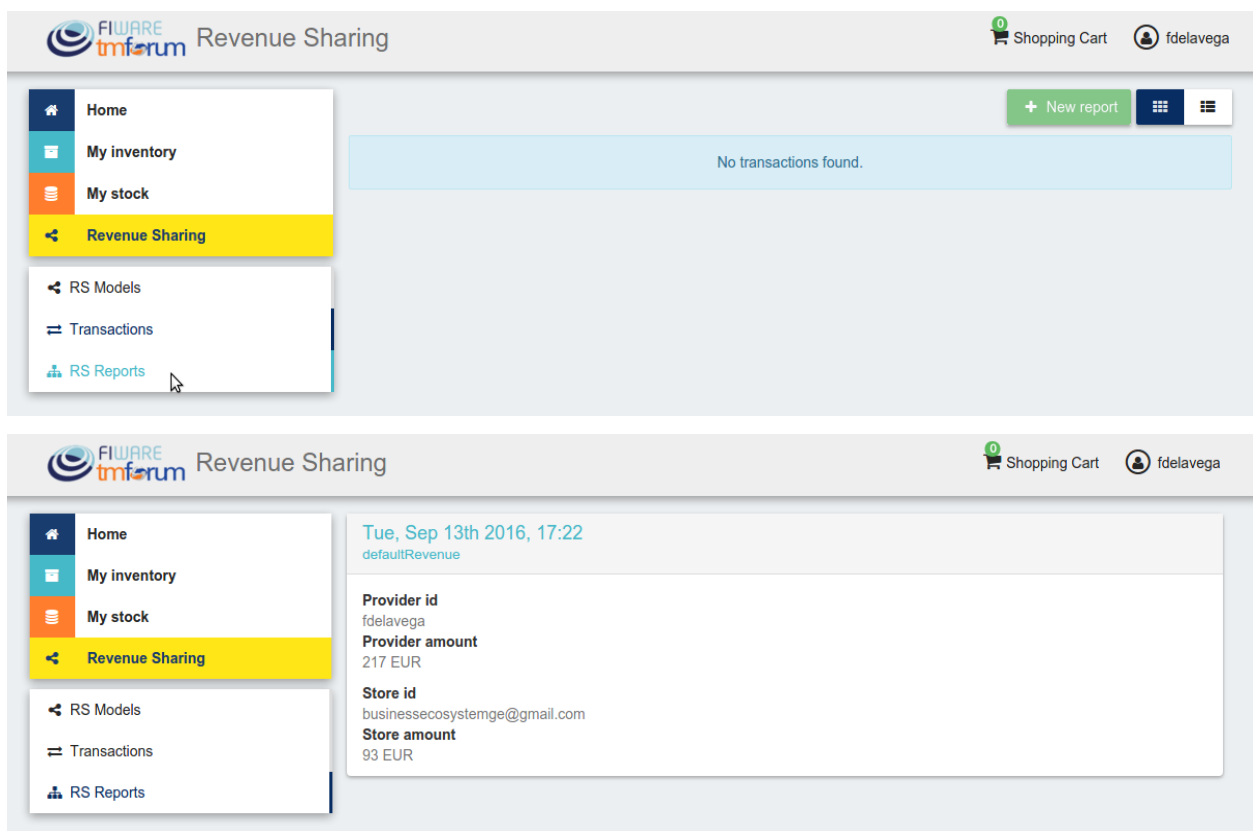 FIWARE
tmforum
Revenue Sharing
0
Shopping Cart
fdelavega
Home
My inventory
My stock
Revenue Sharing
RS Models
Transactions
RS Reports
+ New report
No transactions found.
FIWARE
tmforum
Revenue Sharing
0
Shopping Cart
fdelavega
Home
My inventory
My stock
Revenue Sharing
RS Models
Transactions
RS Reports
Tue, Sep 13th 2016, 17:22
defaultRevenue
Provider id
fdelavega
Provider amount
217 EUR
Store id
businessecosystemge@gmail.com
Store amount
93 EUR